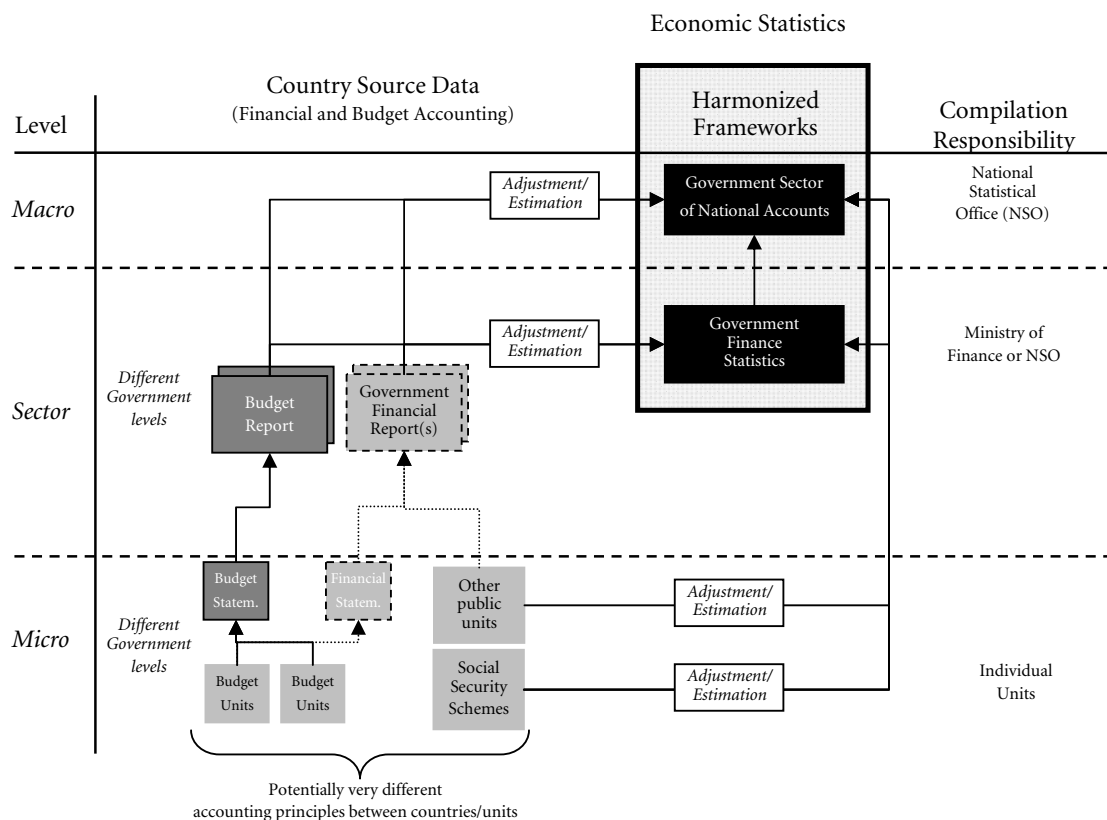 Economic Statistics
Country Source Data
(Financial and Budget Accounting)
Level
Harmonized
Frameworks
Compilation
Responsibility
Macro
Adjustment/
Estimation
Government Sector
of National Accounts
National
Statistical
Office (NSO)
Different
Government
levels
Sector
Budget
Report
Government
Financial
Report(s)
Adjustment/
Estimation
Government
Finance
Statistics
Ministry of
Finance or NSO
Micro
Different
Government
levels
Budget
Statem.
Financial
Statem.
Other
public
units
Adjustment/
Estimation
Budget
Units
Budget
Units
Social
Security
Schemes
Adjustment/
Estimation
Individual
Units
Potentially very different
accounting principles between countries/units